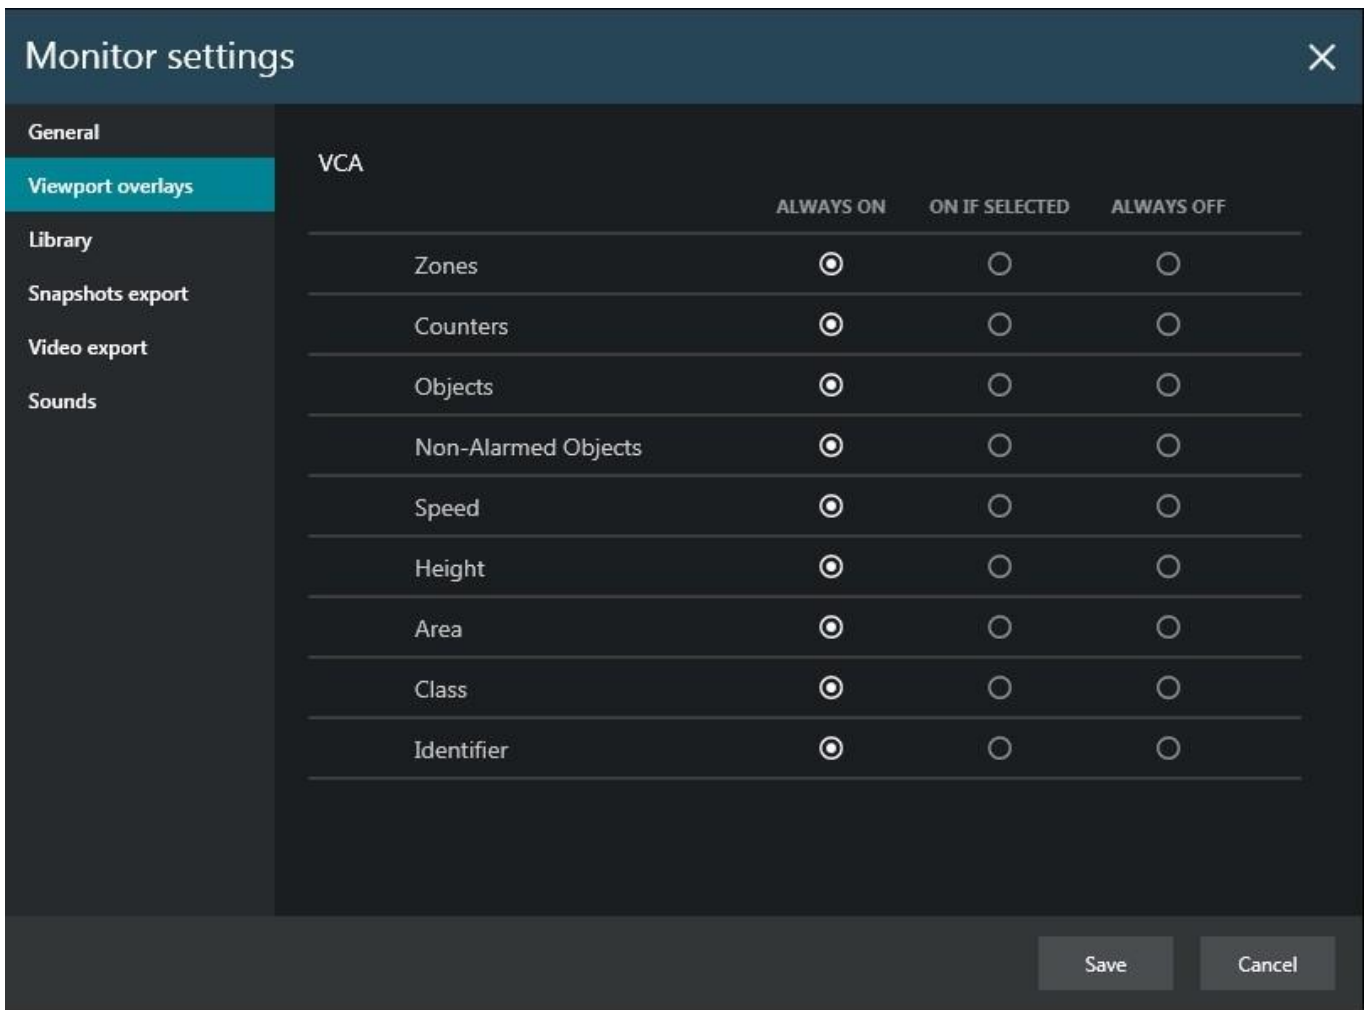 Monitor settings
General
Viewport overlays
Library
Snapshots export
Video export
Sounds
VCA
ALWAYS ON ON IF SELECTED ALWAYS OFF
Zones
Counters
Objects
Non-Alarmed Objects
Speed
Height
Area
Class
Identifier
Save Cancel